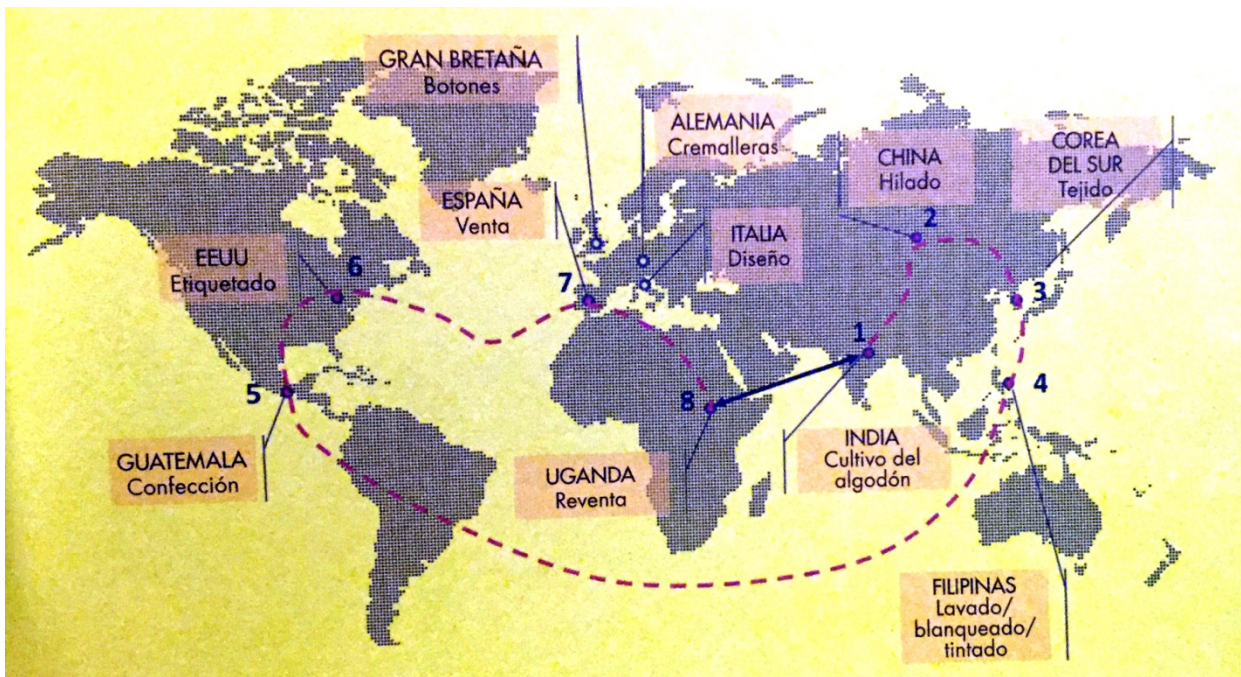 GRAN BRETAÑA
Botones
ALEMANIA
Cremalleras
CHINA
Hilado
COREA
DEL SUR
Tejido
ESPAÑA
Venta
ITALIA
Diseño
EEUU
Etiquetado
6
7
2
3
1
4
5
8
GUATEMALA
Confección
UGANDA
Reventa
INDIA
Cultivo del
algodón
FILIPINAS
Lavado/
blanqueado/
tintado